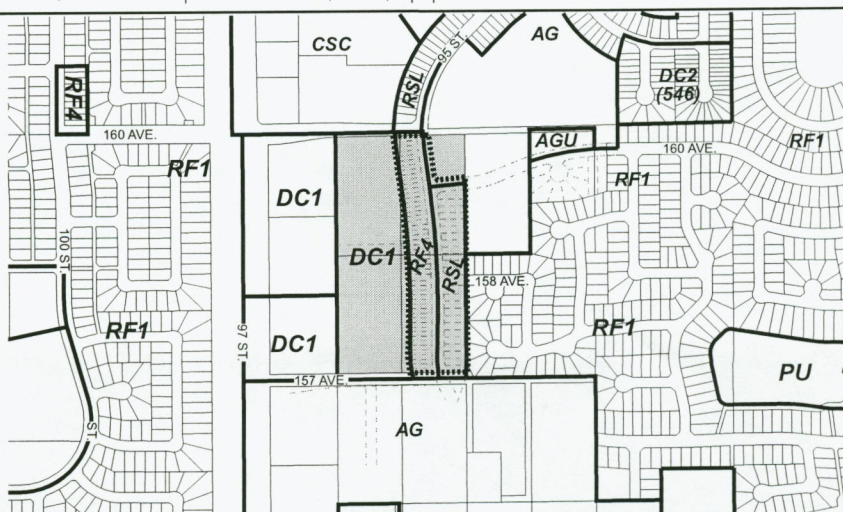 CSC
AG
RSL
95 ST.
DC2
(546)
RF4
160 AVE.
RF1
AGU
160 AVE.
RF1
RF1
DC1
DC1
RF4
RSL
158 AVE.
100 ST.
RF1
97 ST.
DC1
RF1
157 AVE.
PU
AG
ST.